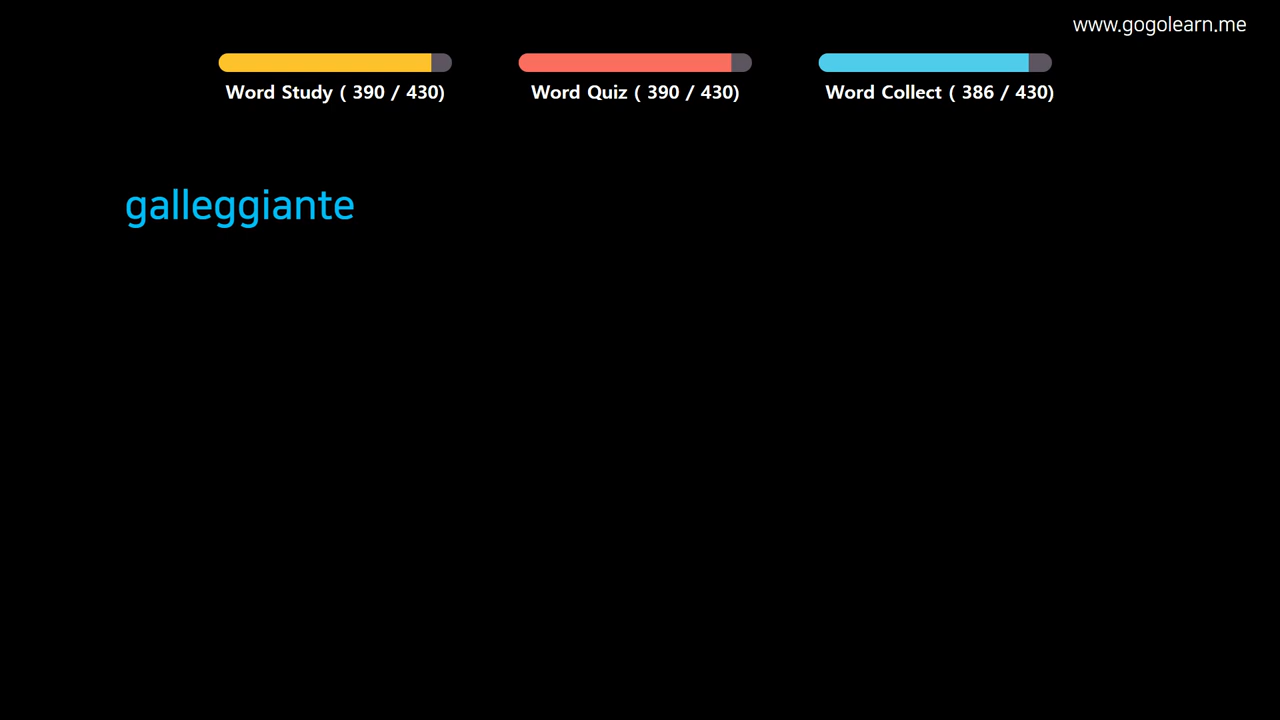 www.gogolearn.me
Word Study ( 390 / 430)
Word Quiz ( 390 / 430)
Word Collect ( 386 / 430)
galleggiante